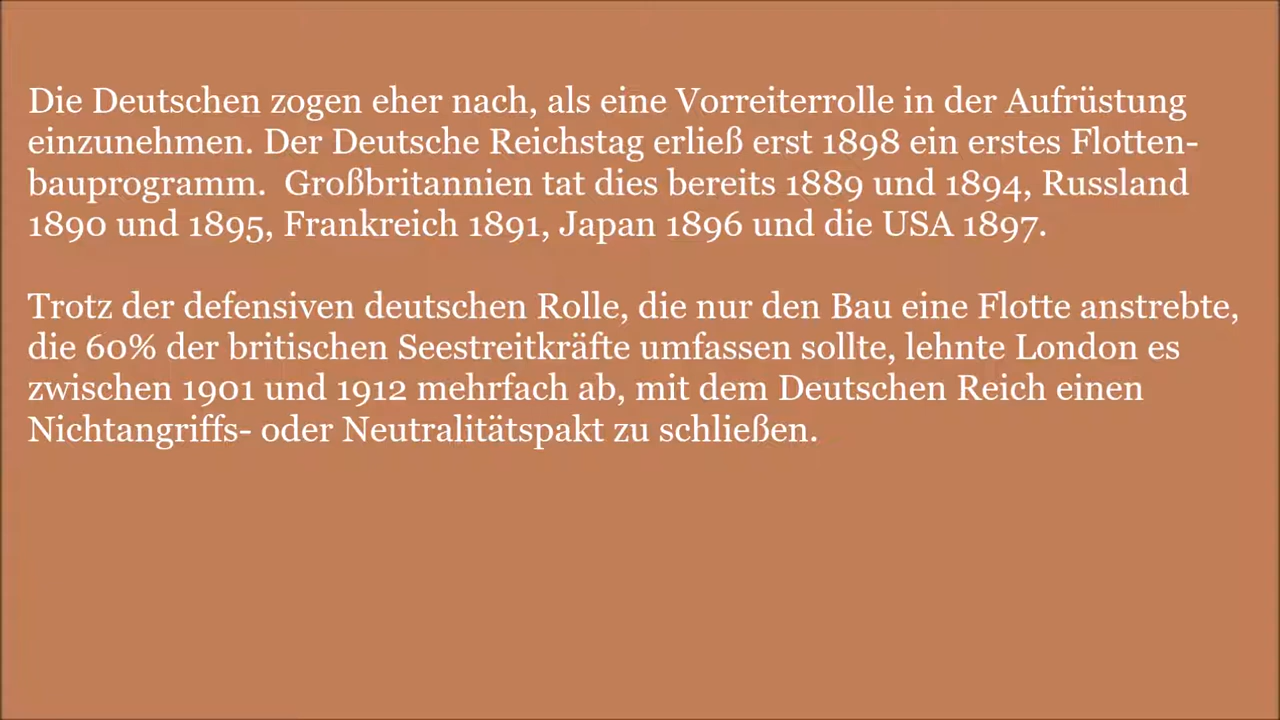 Die Deutschen zogen eher nach, als eine Vorreiterrolle in der Aufrüstung
einzunehmen. Der Deutsche Reichstag erließ erst 1898 ein erstes Flotten-
bauprogramm.  Großbritannien tat dies bereits 1889 und 1894, Russland
1890 und 1895, Frankreich 1891, Japan 1896 und die USA 1897.
Trotz der defensiven deutschen Rolle, die nur den Bau eine Flotte anstrebte,
die 60% der britischen Seestreitkräfte umfassen sollte, lehnte London es
zwischen 1901 und 1912 mehrfach ab, mit dem Deutschen Reich einen
Nichtangriffs- oder Neutralitätspakt zu schließen.